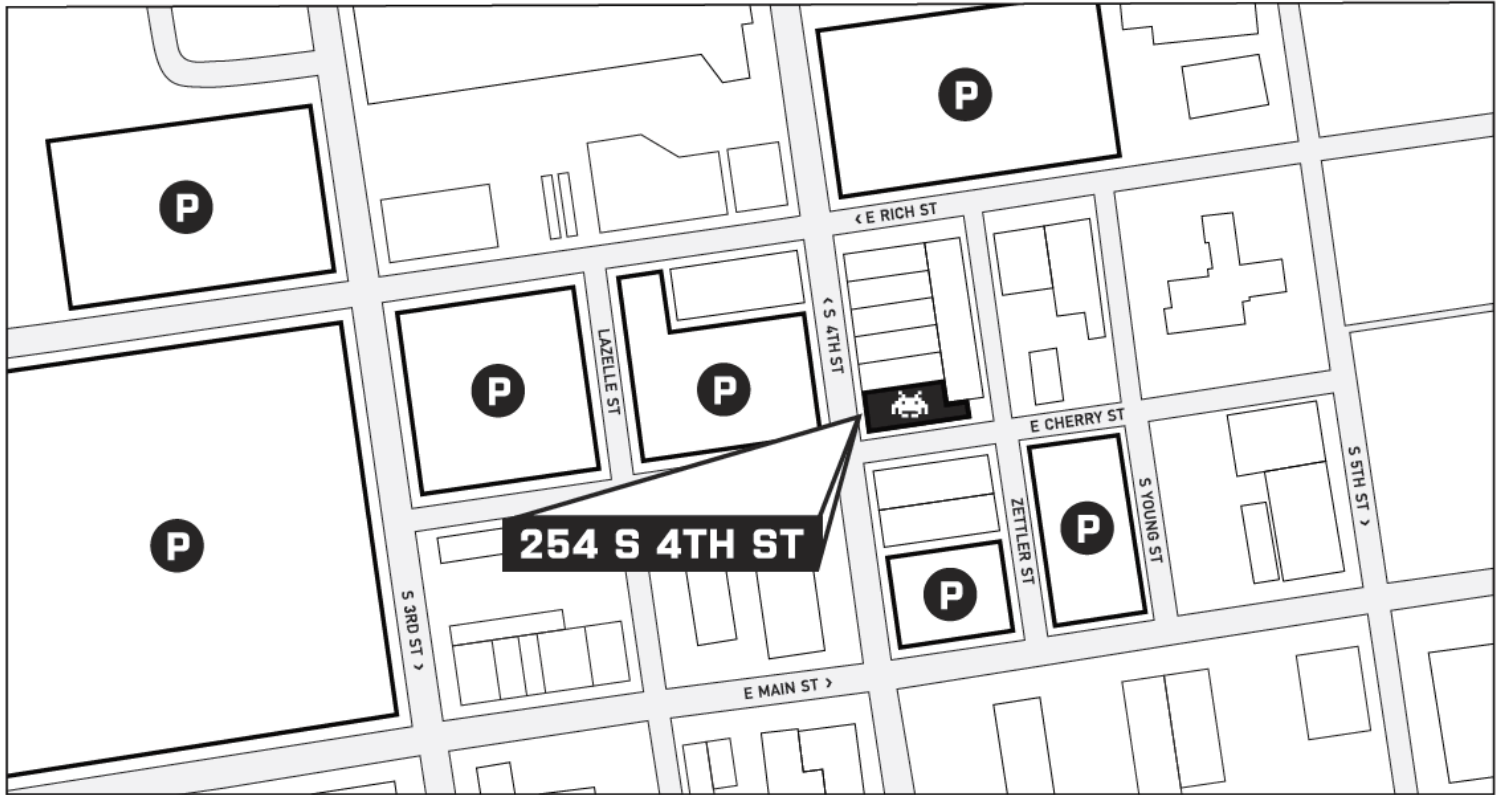 P
P
‹ E RICH ST
P
P
LAZELLE ST
‹ S 4TH ST
E CHERRY ST
254 S 4TH ST
P
P
P
ZETTLER ST
S YOUNG ST
S 5TH ST ›
S 3RD ST ›
E MAIN ST ›